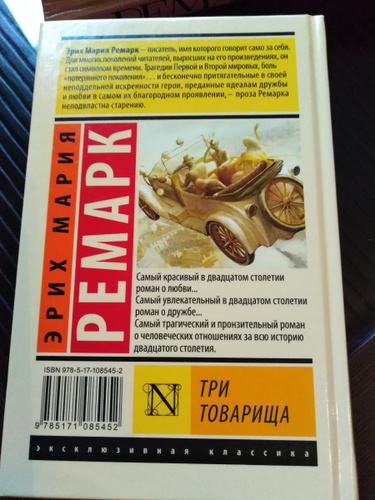 Эрих Мария Ремарк – писатель, имя которого говорит само за себя.
Для многих поколений читателей, выросших на его произведениях, он
стал символом времени. Трагедии Первой и Второй мировых, боль
"потерянного поколения"... и бесконечно притягательные в своей
неподдельной искренности герои, преданные идеалам дружбы
и любви в самом их благородном проявлении, – проза Ремарка
неподвластна старению.
ЭРИХ МАРИЯ
РЕМАРК
Самый красивый в двадцатом столетии
роман о любви...
Самый увлекательный в двадцатом столетии
роман о дружбе...
Самый трагический и пронзительный роман
о человеческих отношениях за всю историю
двадцатого столетия.
ISBN 978-5-17-108545-2
9 785171 085452
N
ТРИ
ТОВАРИЩА
эксклюзивная классика